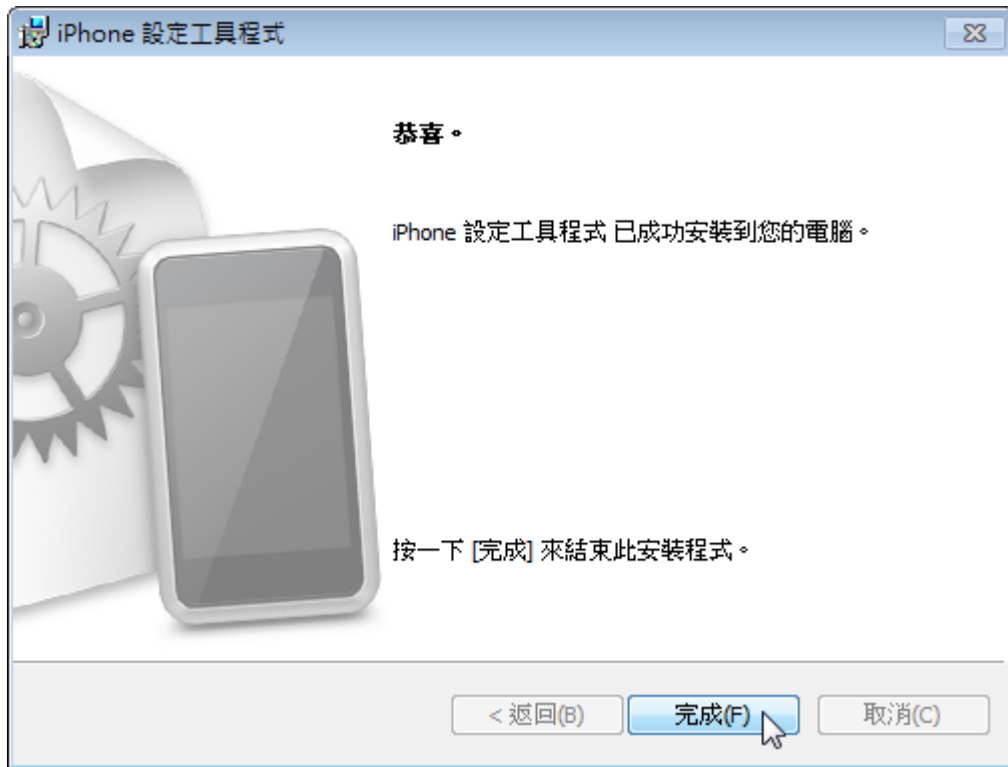 iPhone 設定工具程式
恭喜。
iPhone 設定工具程式 已成功安裝到您的電腦。
按一下 [完成] 來結束此安裝程式。
< 返回(B)
完成(F)
取消(C)